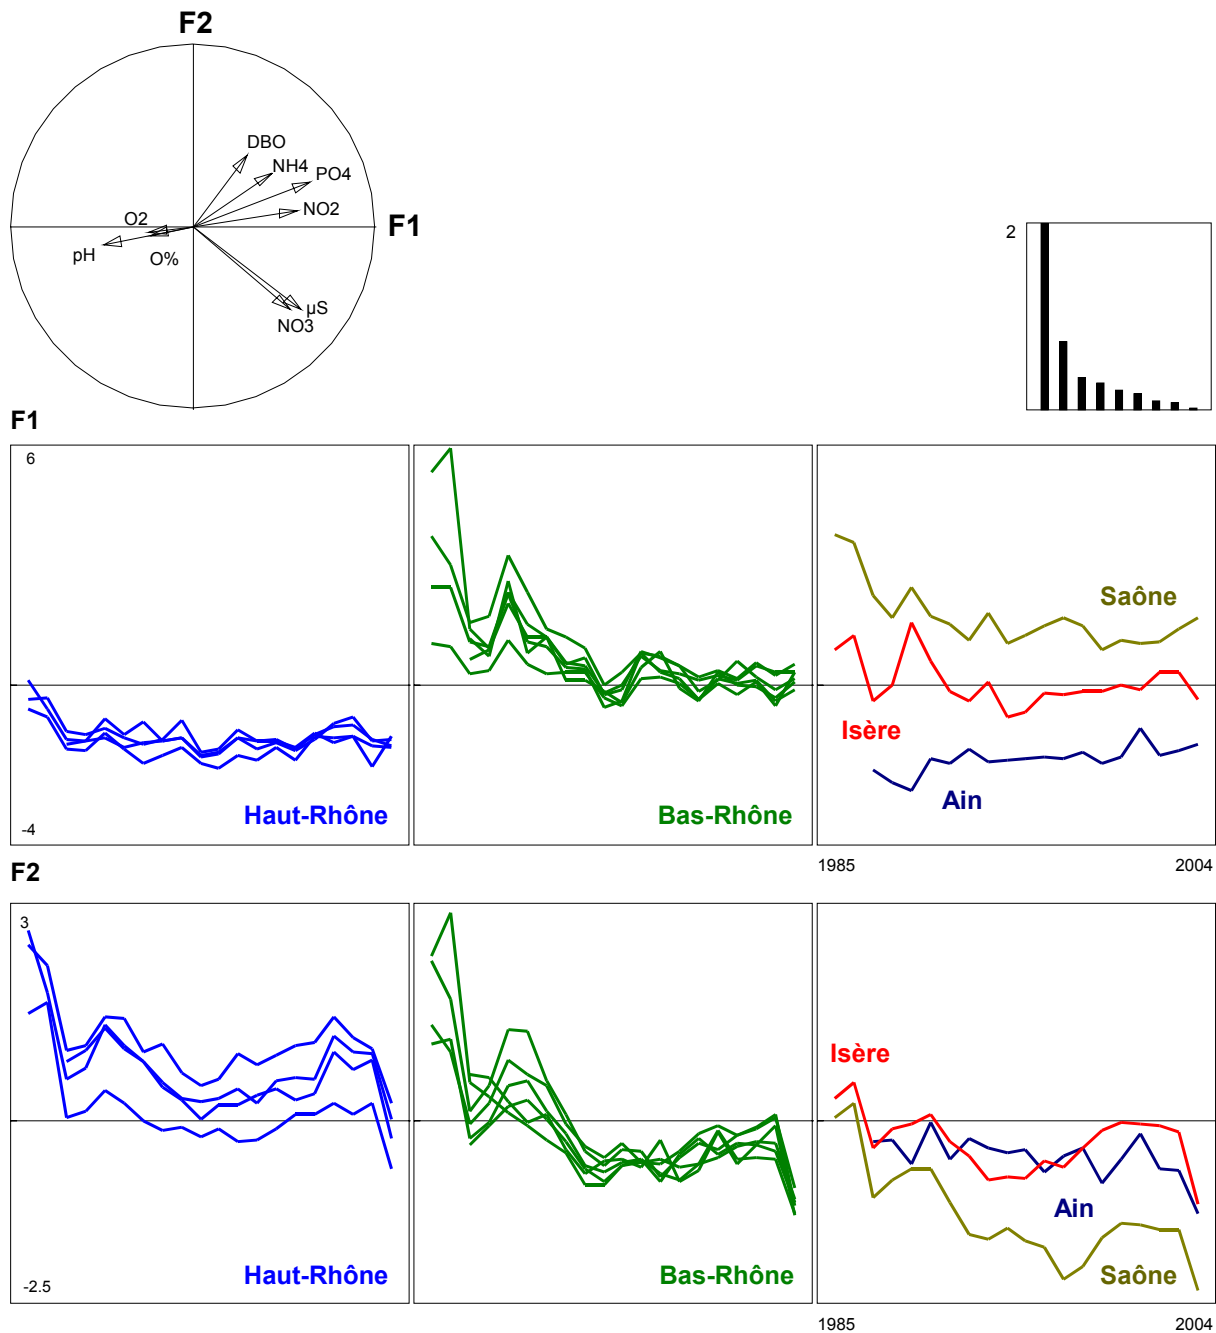 F2
DBO
NH4
PO4
NO2
O2
F1
pH
O%
µS
NO3
2
F1
6
Saône
Isère
Ain
Haut-Rhône
Bas-Rhône
-4
1985
2004
F2
3
Isère
Ain
Haut-Rhône
Bas-Rhône
Saône
-2.5
1985
2004